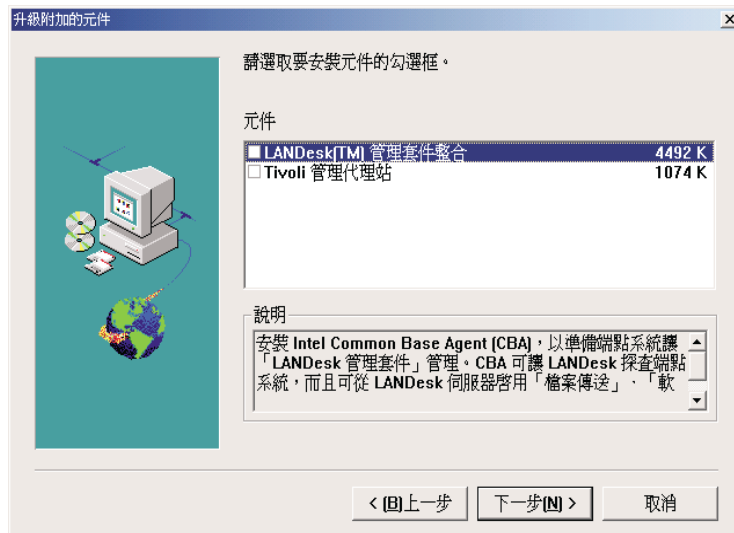 升級附加的元件
請選取要安裝元件的勾選框。
元件
LANDesk(TM) 管理套件整合 4492 K
Tivoli 管理代理站 1074 K
說明
安裝 Intel Common Base Agent (CBA)，以準備端點系統讓
「LANDesk 管理套件」管理。CBA 可讓 LANDesk 探查端點
系統，而且可從 LANDesk 伺服器啓用「檔案傳送」、「軟
< (B)上一步
下一步(N) >
取消